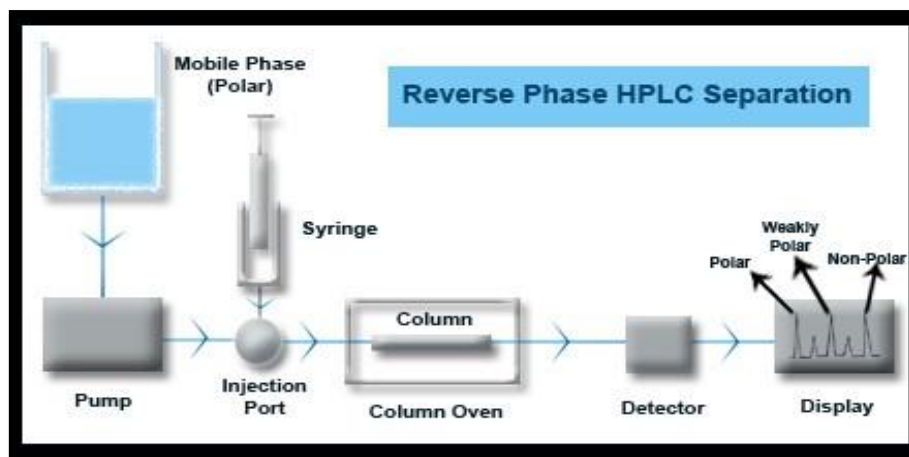 Mobile Phase
(Polar)
Reverse Phase HPLC Separation
Syringe
Weakly
Polar
Polar
Non-Polar
Column
Pump
Injection
Port
Column Oven
Detector
Display